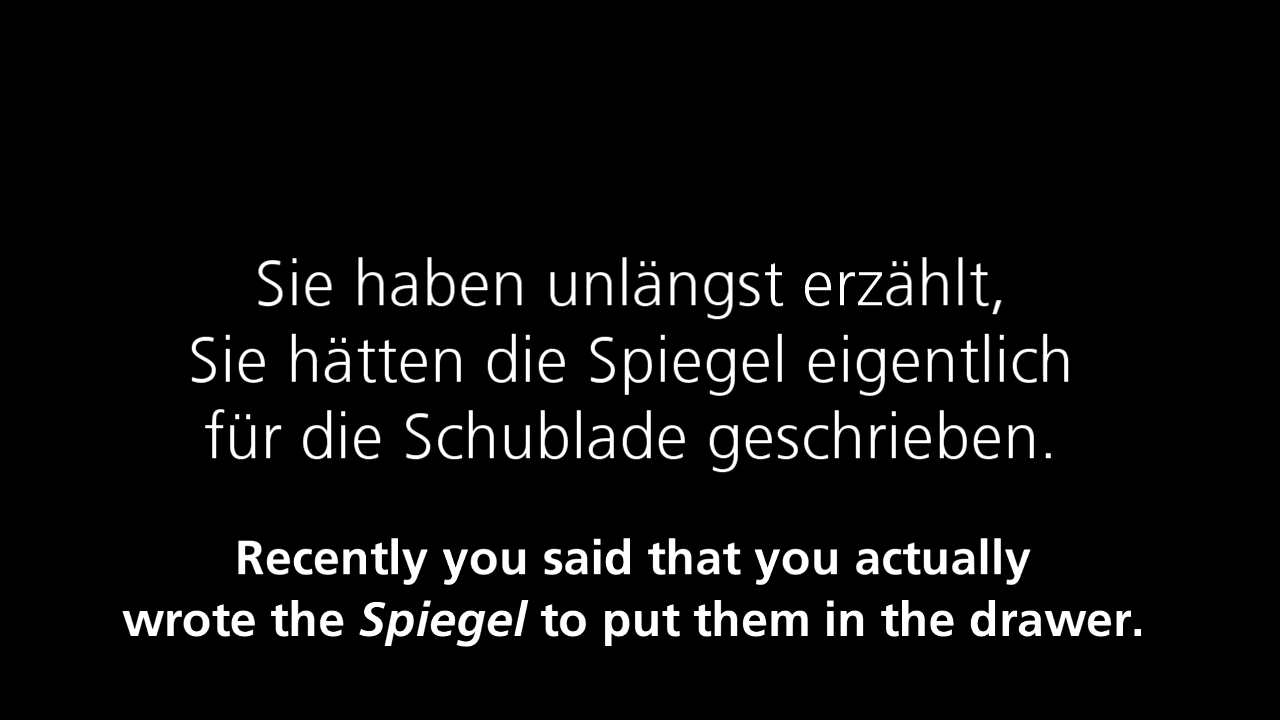 Sie haben unlängst erzählt,
Sie hätten die Spiegel eigentlich
für die Schublade geschrieben.
Recently you said that you actually
wrote the Spiegel to put them in the drawer.